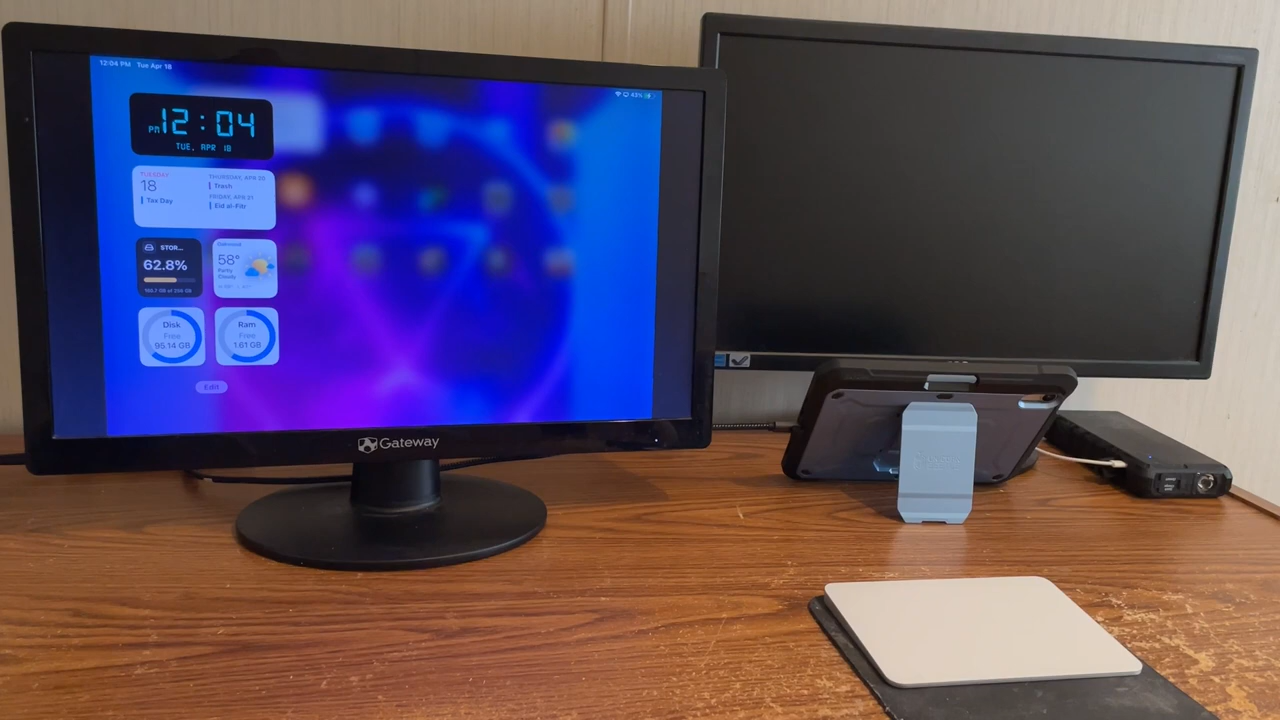 12:04 PM Tue Apr 18
43%
PM 12:04
TUE, APR 18
TUESDAY
18
Tax Day
THURSDAY, APR 20
Trash
FRIDAY, APR 21
Eid al-Fitr
STOR...
62.8%
58°
Partly
Cloudy
Disk
Free
95.14 GB
Ram
Free
1.61 GB
Edit
Gateway